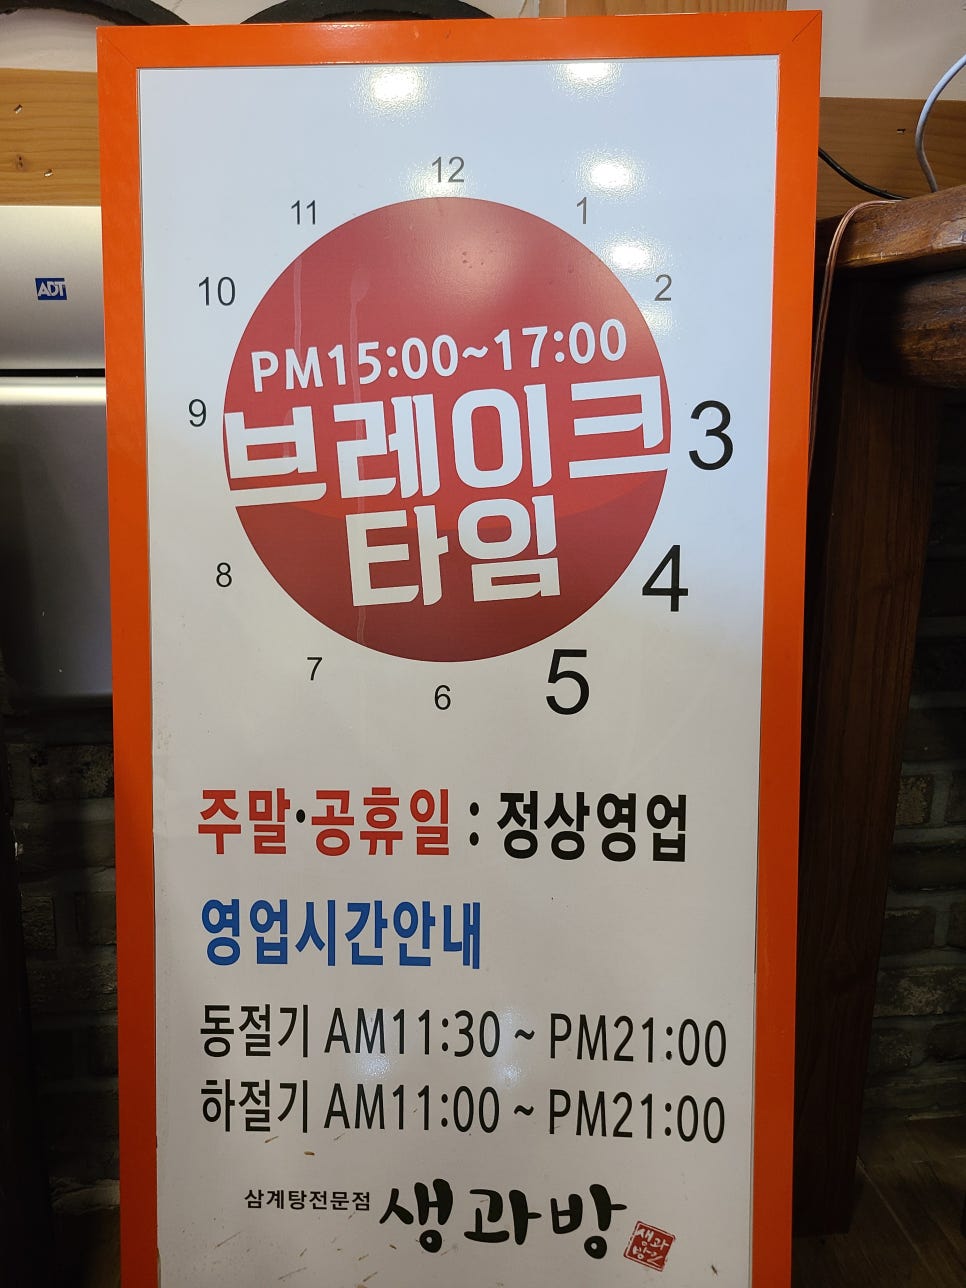 ADT
12
11
1
10
2
PM15:00~17:00
브레이크
9
3
타임
8
4
7
5
6
주말·공휴일 : 정상영업
영업시간안내
동절기 AM11:30 ~ PM21:00
하절기 AM11:00 ~ PM21:00
삼계탕전문점 생과방
생과
방